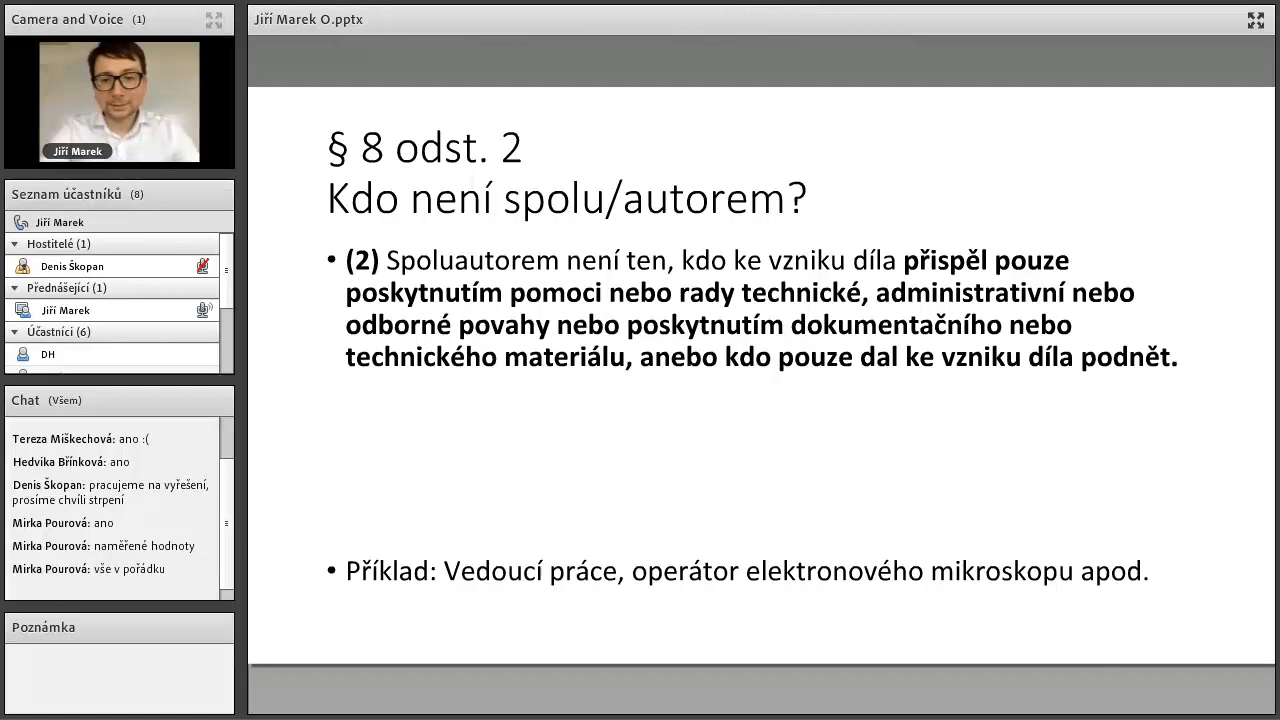 Camera and Voice (1)
Jiří Marek
Seznam účastníků (8)
Jiří Marek
Hostitelé (1)
Denis Škopan
Přednášející (1)
Jiří Marek
Účastníci (6)
DH
Chat (Všem)
Tereza Miškechová: ano :(
Hedvika Břínková: ano
Denis Škopan: pracujeme na vyřešení,
prosíme chvíli strpení
Mirka Pourová: ano
Mirka Pourová: naměřené hodnoty
Mirka Pourová: vše v pořádku
Poznámka
Jiří Marek O.pptx
§ 8 odst. 2
Kdo není spolu/autorem?
• (2) Spoluautorem není ten, kdo ke vzniku díla přispěl pouze
poskytnutím pomoci nebo rady technické, administrativní nebo
odborné povahy nebo poskytnutím dokumentačního nebo
technického materiálu, anebo kdo pouze dal ke vzniku díla podnět.
• Příklad: Vedoucí práce, operátor elektronového mikroskopu apod.